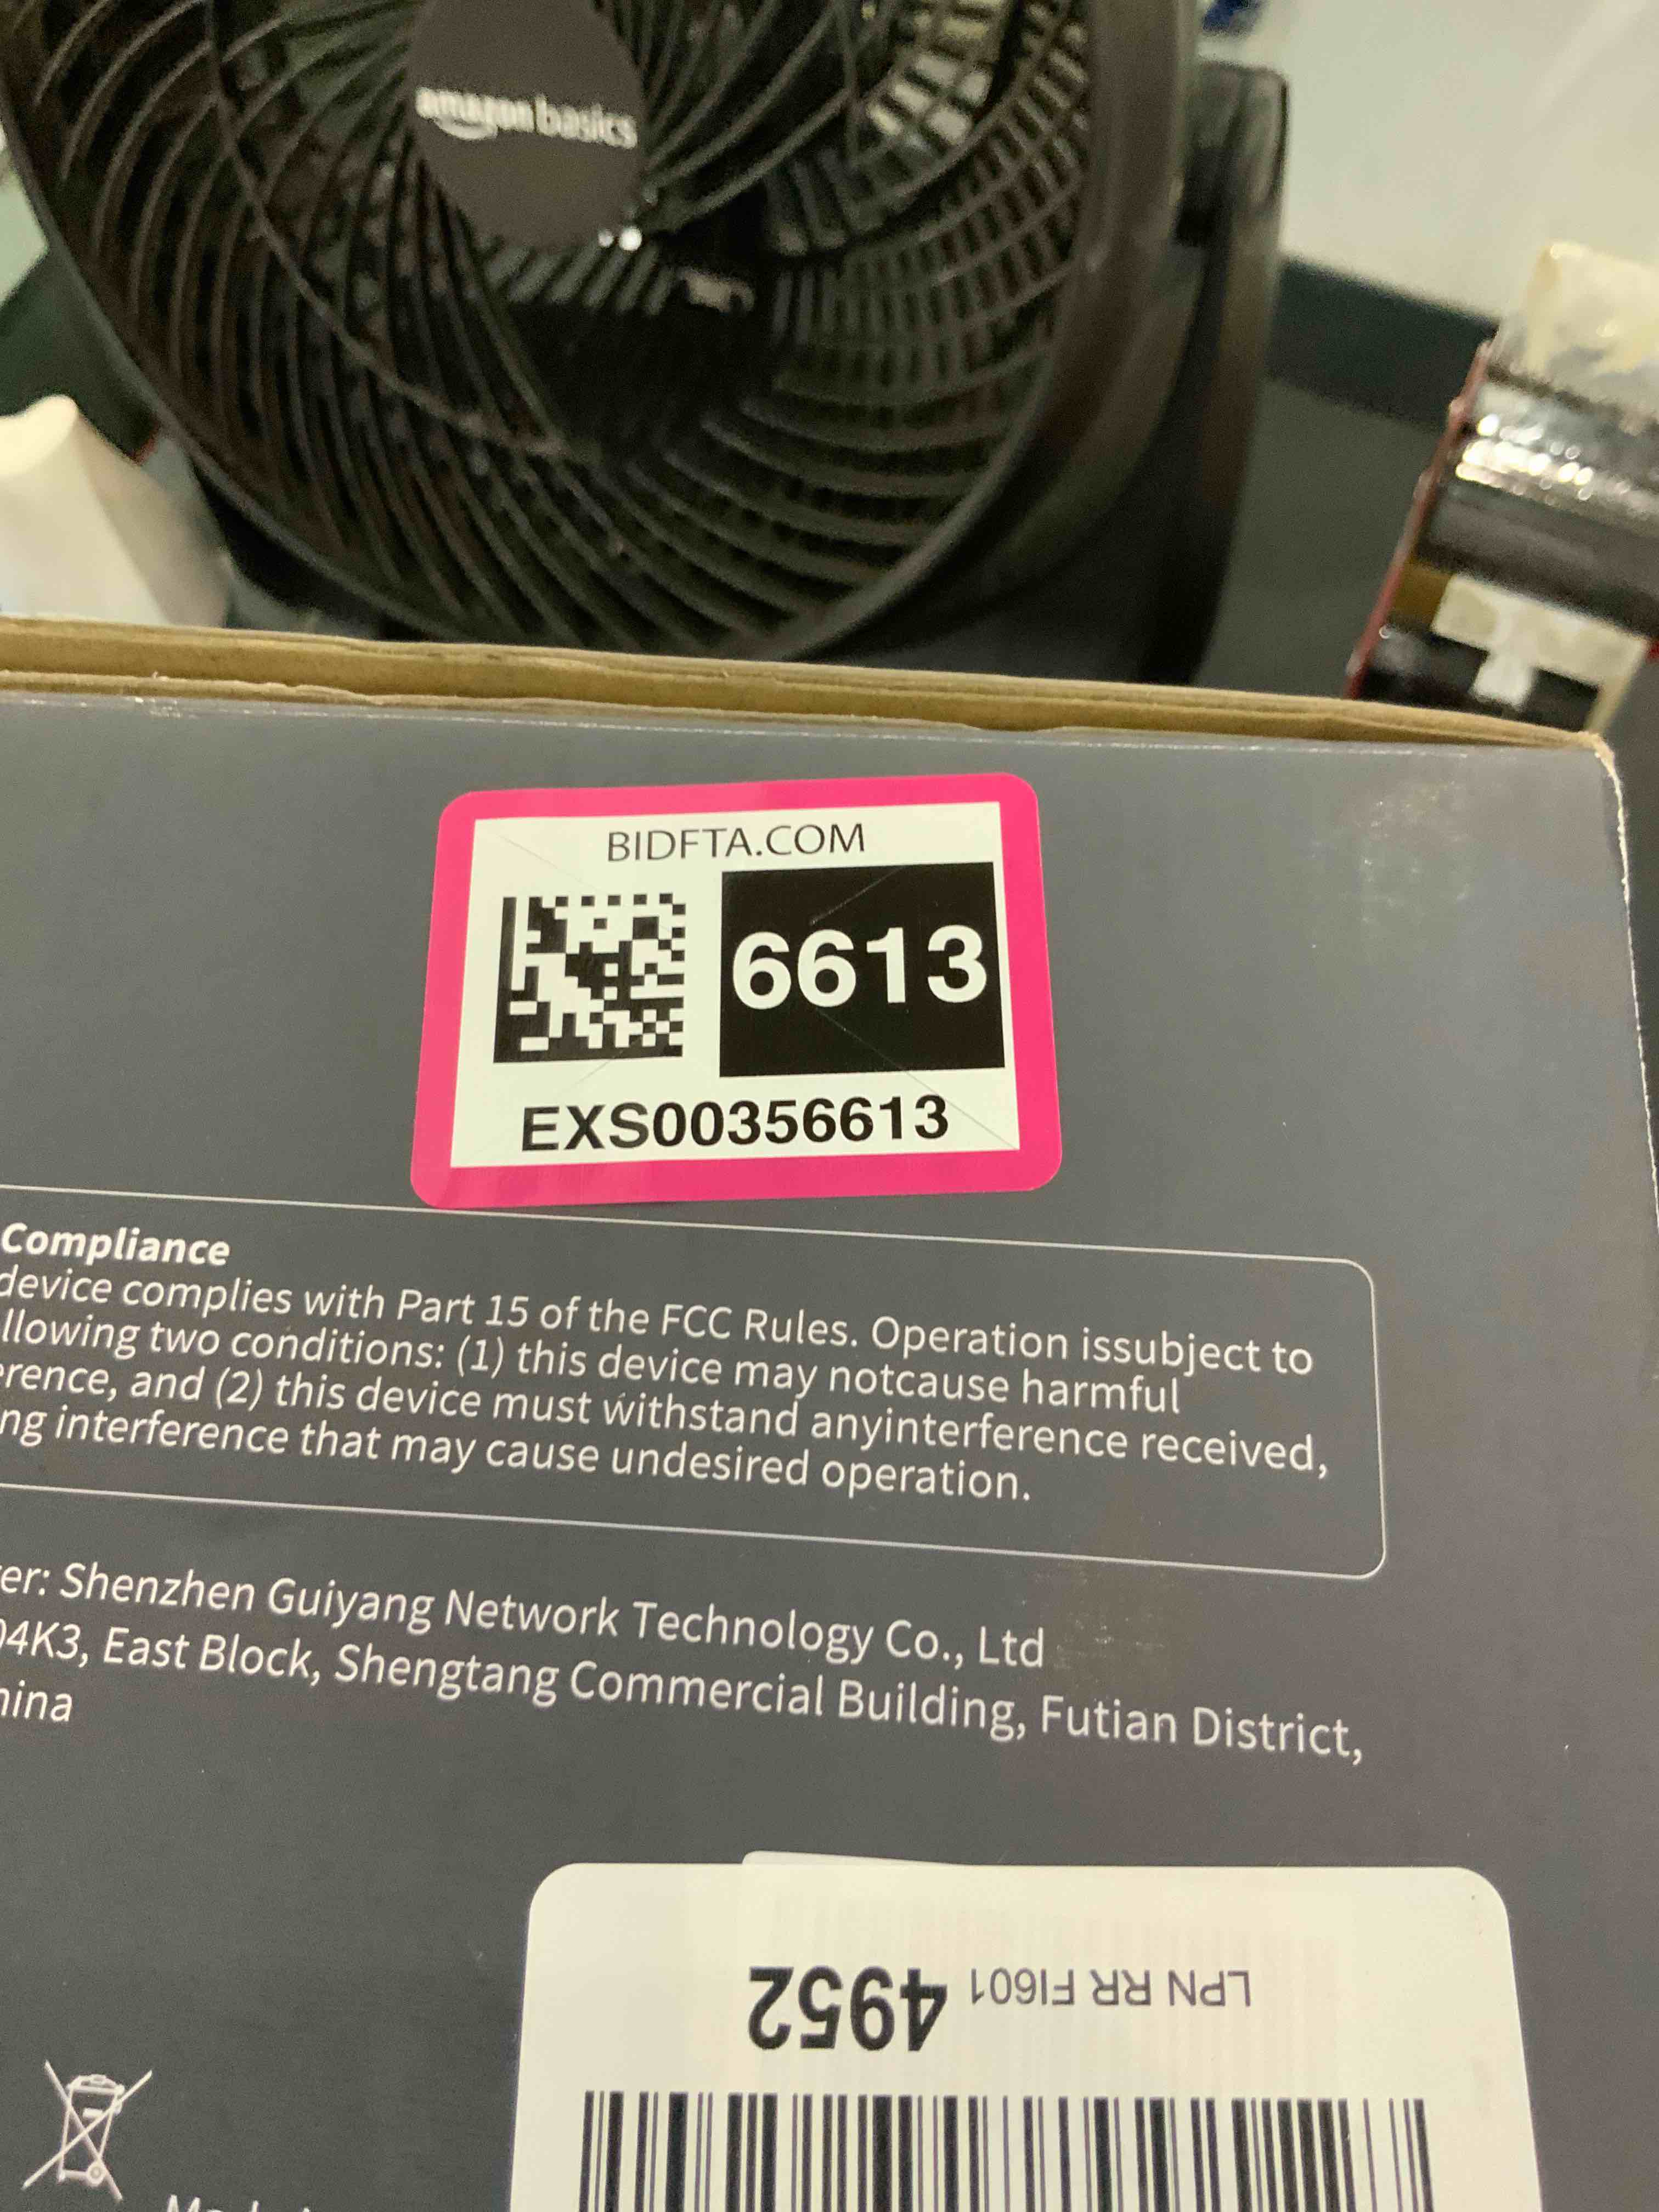 amazon basics
BIDFTA.COM
6613
EXS00356613
Compliance
device complies with Part 15 of the FCC Rules. Operation issubject to
llowing two conditions: (1) this device may notcause harmful
erence, and (2) this device must withstand anyinterference received,
ng interference that may cause undesired operation.
er: Shenzhen Guiyang Network Technology Co., Ltd
04K3, East Block, Shengtang Commercial Building, Futian District,
hina
LPN RR FI601 4952